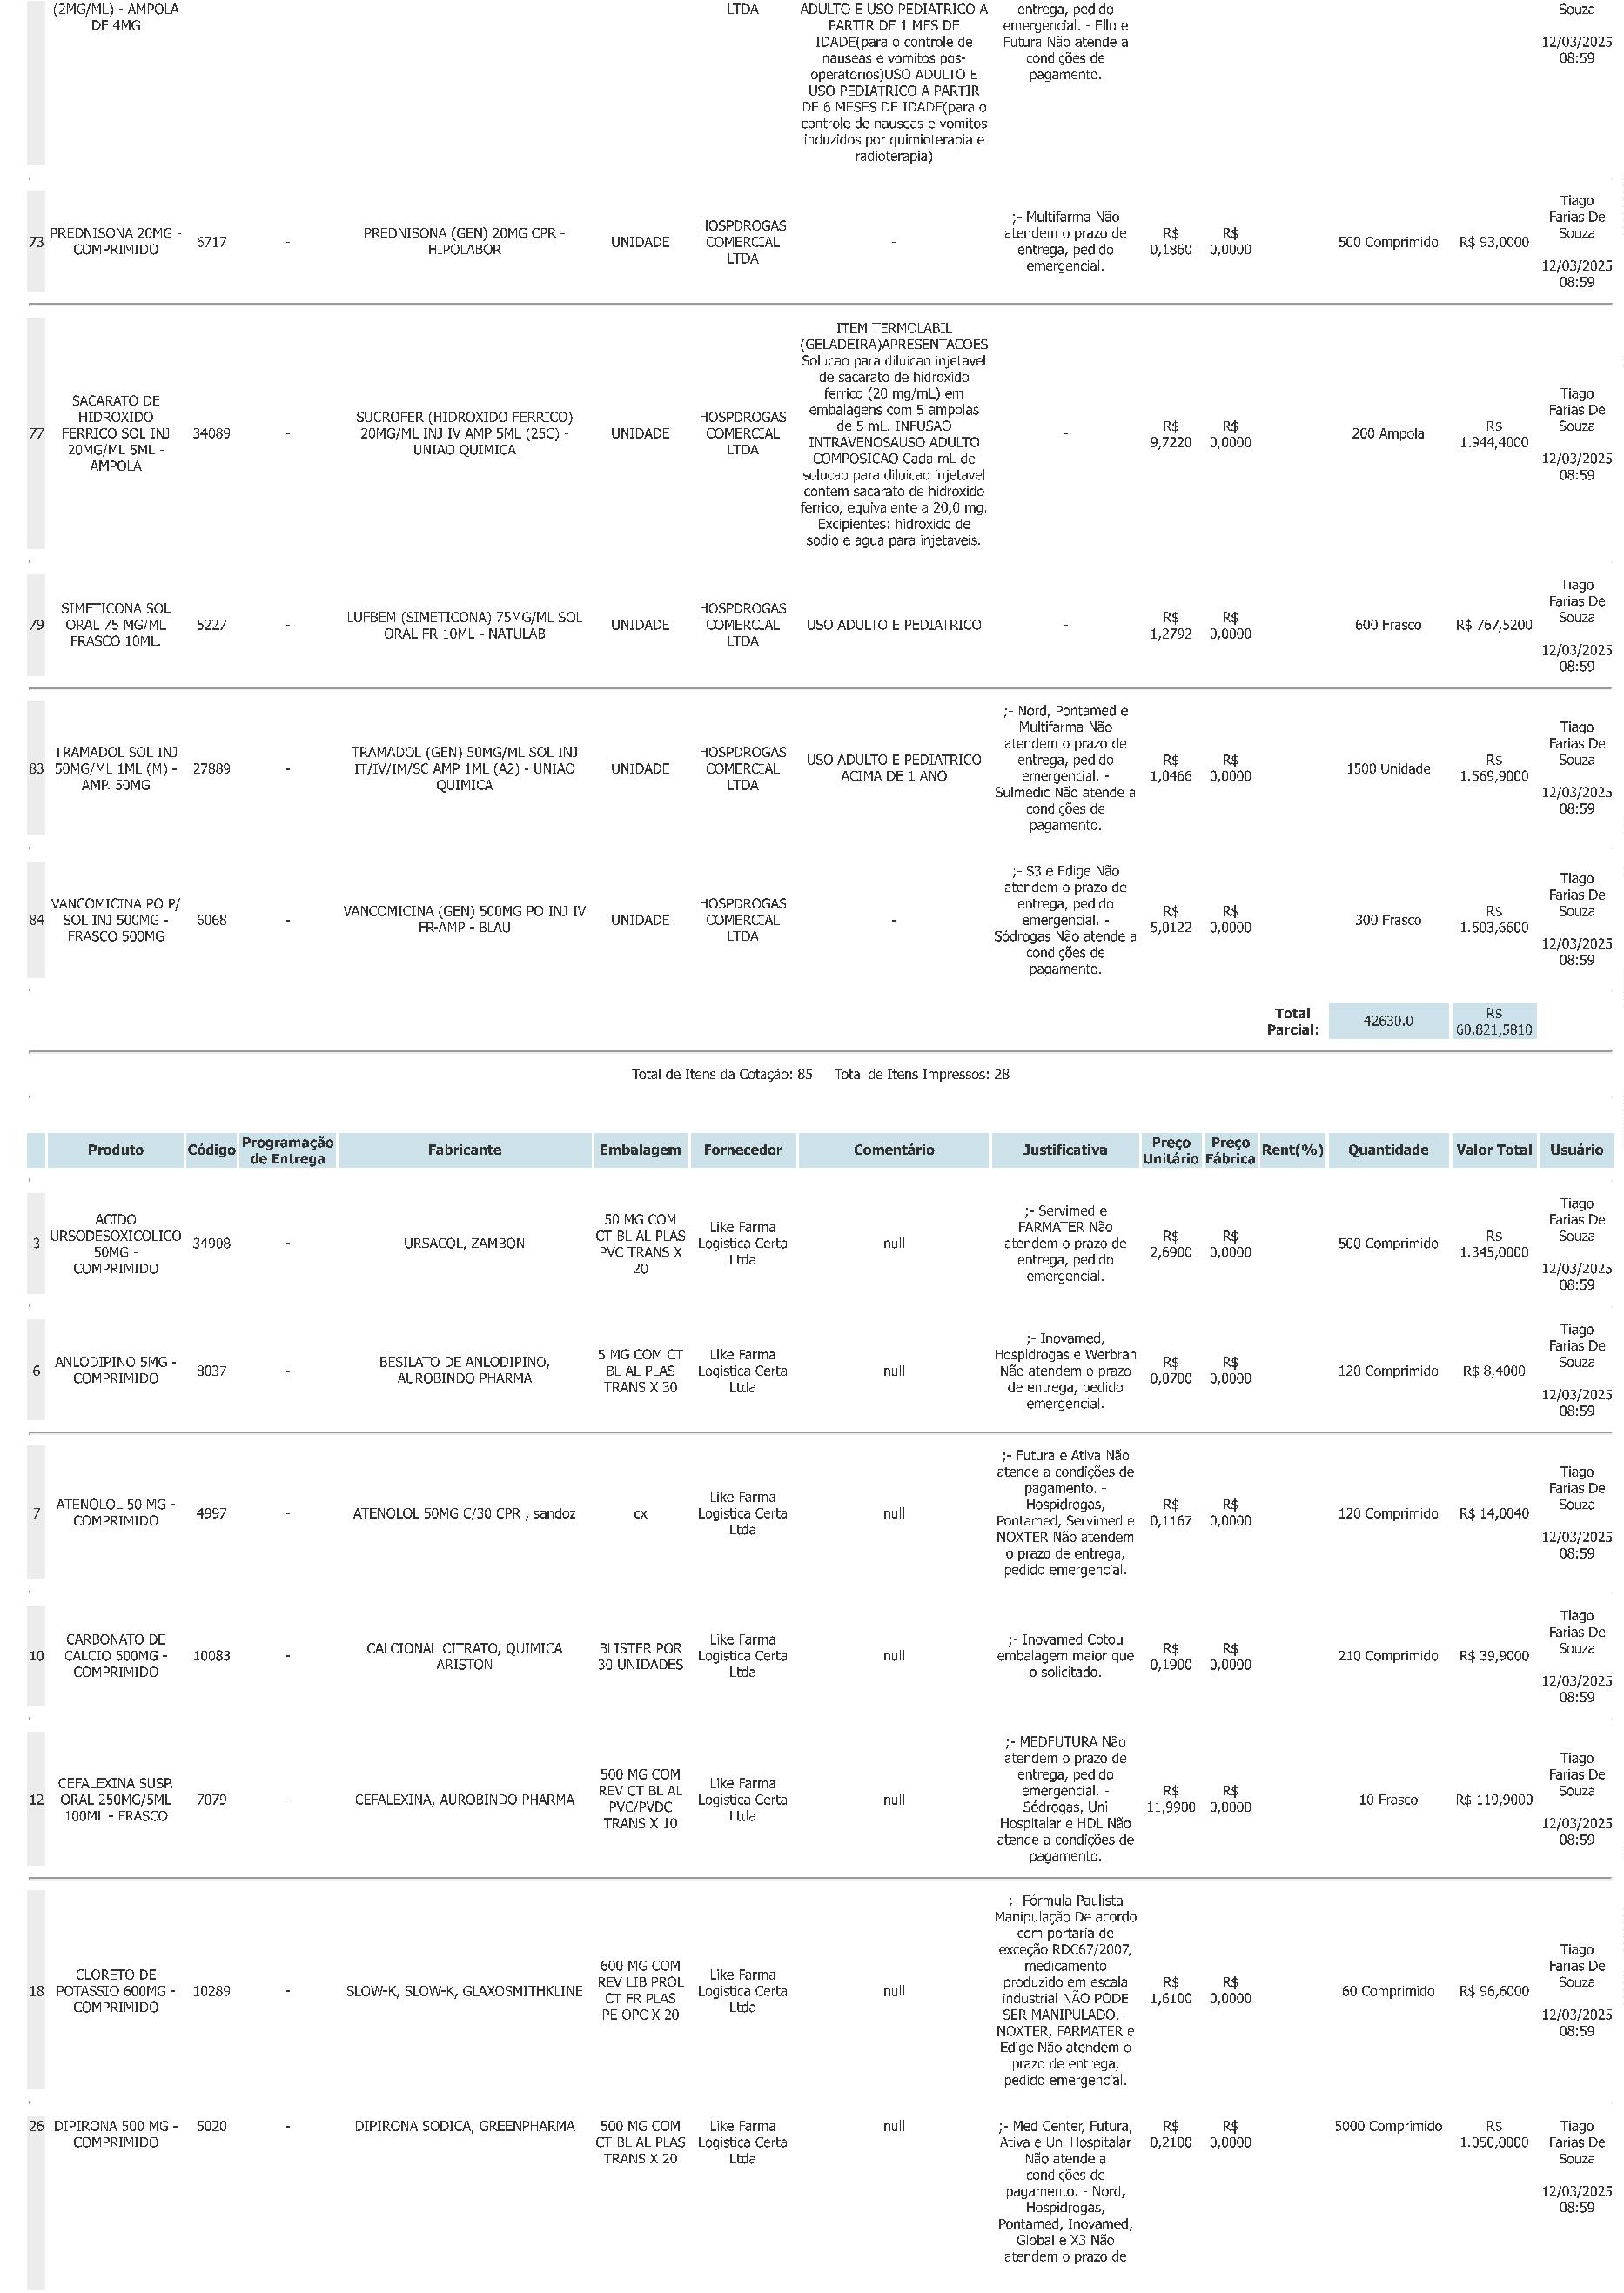 (2MG/ML) - AMPOLA
DE 4MG
LTDA
ADULTO E USO PEDIATRICO A
PARTIR DE 1 MES DE
IDADE(para o controle de
nauseas e vomitos pos-
operatorios)USO ADULTO E
USO PEDIATRICO A PARTIR
DE 6 MESES DE IDADE(para o
controle de nauseas e vomitos
induzidos por quimioterapia e
radioterapia)
entrega, pedido
emergencial. - Ello e
Futura Não atende a
condições de
pagamento.
Souza
12/03/2025
08:59
73
PREDNISONA 20MG -
COMPRIMIDO
6717
-
PREDNISONA (GEN) 20MG CPR -
HIPOLABOR
UNIDADE
HOSPDROGAS
COMERCIAL
LTDA
-
;- Multifarma Não
atendem o prazo de
entrega, pedido
emergencial.
R$
0,1860
R$
0,0000
500 Comprimido
R$ 93,0000
Tiago
Farias De
Souza
12/03/2025
08:59
77
SACARATO DE
HIDROXIDO
FERRICO SOL INJ
20MG/ML 5ML -
AMPOLA
34089
-
SUCROFER (HIDROXIDO FERRICO)
20MG/ML INJ IV AMP 5ML (25C) -
UNIAO QUIMICA
UNIDADE
HOSPDROGAS
COMERCIAL
LTDA
ITEM TERMOLABIL
(GELADEIRA)APRESENTACOES
Solucao para diluicao injetavel
de sacarato de hidroxido
ferrico (20 mg/mL) em
embalagens com 5 ampolas
de 5 mL. INFUSAO
INTRAVENOSAUSO ADULTO
COMPOSICAO Cada mL de
solucao para diluicao injetavel
contem sacarato de hidroxido
ferrico, equivalente a 20,0 mg.
Excipientes: hidroxido de
sodio e agua para injetaveis.
-
R$
9,7220
R$
0,0000
200 Ampola
R$
1.944,4000
Tiago
Farias De
Souza
12/03/2025
08:59
79
SIMETICONA SOL
ORAL 75 MG/ML
FRASCO 10ML.
5227
-
LUFBEM (SIMETICONA) 75MG/ML SOL
ORAL FR 10ML - NATULAB
UNIDADE
HOSPDROGAS
COMERCIAL
LTDA
USO ADULTO E PEDIATRICO
-
R$
1,2792
R$
0,0000
600 Frasco
R$ 767,5200
Tiago
Farias De
Souza
12/03/2025
08:59
83
TRAMADOL SOL INJ
50MG/ML 1ML (M) -
AMP. 50MG
27889
-
TRAMADOL (GEN) 50MG/ML SOL INJ
IT/IV/IM/SC AMP 1ML (A2) - UNIAO
QUIMICA
UNIDADE
HOSPDROGAS
COMERCIAL
LTDA
USO ADULTO E PEDIATRICO
ACIMA DE 1 ANO
;- Nord, Pontamed e
Multifarma Não
atendem o prazo de
entrega, pedido
emergencial. -
Sulmedic Não atende a
condições de
pagamento.
R$
1,0466
R$
0,0000
1500 Unidade
R$
1.569,9000
Tiago
Farias De
Souza
12/03/2025
08:59
84
VANCOMICINA PO P/
SOL INJ 500MG -
FRASCO 500MG
6068
-
VANCOMICINA (GEN) 500MG PO INJ IV
FR-AMP - BLAU
UNIDADE
HOSPDROGAS
COMERCIAL
LTDA
-
;- S3 e Edige Não
atendem o prazo de
entrega, pedido
emergencial. -
Sódrogas Não atende a
condições de
pagamento.
R$
5,0122
R$
0,0000
300 Frasco
R$
1.503,6600
Tiago
Farias De
Souza
12/03/2025
08:59
Total
Parcial:
42630.0
R$
60.821,5810
Total de Itens da Cotação: 85 Total de Itens Impressos: 28
Produto
Código
Programação
de Entrega
Fabricante
Embalagem
Fornecedor
Comentário
Justificativa
Preço
Unitário
Preço
Fábrica
Rent(%)
Quantidade
Valor Total
Usuário
3
ACIDO
URSODESOXICOLICO
50MG -
COMPRIMIDO
34908
-
URSACOL, ZAMBON
50 MG COM
CT BL AL PLAS
PVC TRANS X
20
Like Farma
Logistica Certa
Ltda
null
;- Servimed e
FARMATER Não
atendem o prazo de
entrega, pedido
emergencial.
R$
2,6900
R$
0,0000
500 Comprimido
R$
1.345,0000
Tiago
Farias De
Souza
12/03/2025
08:59
6
ANLODIPINO 5MG -
COMPRIMIDO
8037
-
BESILATO DE ANLODIPINO,
AUROBINDO PHARMA
5 MG COM CT
BL AL PLAS
TRANS X 30
Like Farma
Logistica Certa
Ltda
null
;- Inovamed,
Hospidrogas e Werbran
Não atendem o prazo
de entrega, pedido
emergencial.
R$
0,0700
R$
0,0000
120 Comprimido
R$ 8,4000
Tiago
Farias De
Souza
12/03/2025
08:59
7
ATENOLOL 50 MG -
COMPRIMIDO
4997
-
ATENOLOL 50MG C/30 CPR , sandoz
cx
Like Farma
Logistica Certa
Ltda
null
;- Futura e Ativa Não
atende a condições de
pagamento. -
Hospidrogas,
Pontamed, Servimed e
NOXTER Não atendem
o prazo de entrega,
pedido emergencial.
R$
0,1167
R$
0,0000
120 Comprimido
R$ 14,0040
Tiago
Farias De
Souza
12/03/2025
08:59
10
CARBONATO DE
CALCIO 500MG -
COMPRIMIDO
10083
-
CALCIONAL CITRATO, QUIMICA
ARISTON
BLISTER POR
30 UNIDADES
Like Farma
Logistica Certa
Ltda
null
;- Inovamed Cotou
embalagem maior que
o solicitado.
R$
0,1900
R$
0,0000
210 Comprimido
R$ 39,9000
Tiago
Farias De
Souza
12/03/2025
08:59
12
CEFALEXINA SUSP.
ORAL 250MG/5ML
100ML - FRASCO
7079
-
CEFALEXINA, AUROBINDO PHARMA
500 MG COM
REV CT BL AL
PVC/PVDC
TRANS X 10
Like Farma
Logistica Certa
Ltda
null
;- MEDFUTURA Não
atendem o prazo de
entrega, pedido
emergencial. -
Sódrogas, Uni
Hospitalar e HDL Não
atende a condições de
pagamento.
R$
11,9900
R$
0,0000
10 Frasco
R$ 119,9000
Tiago
Farias De
Souza
12/03/2025
08:59
18
CLORETO DE
POTASSIO 600MG -
COMPRIMIDO
10289
-
SLOW-K, SLOW-K, GLAXOSMITHKLINE
600 MG COM
REV LIB PROL
CT FR PLAS
PE OPC X 20
Like Farma
Logistica Certa
Ltda
null
;- Fórmula Paulista
Manipulação De acordo
com portaria de
exceção RDC67/2007,
medicamento
produzido em escala
industrial NÃO PODE
SER MANIPULADO. -
NOXTER, FARMATER e
Edige Não atendem o
prazo de entrega,
pedido emergencial.
R$
1,6100
R$
0,0000
60 Comprimido
R$ 96,6000
Tiago
Farias De
Souza
12/03/2025
08:59
26
DIPIRONA 500 MG -
COMPRIMIDO
5020
-
DIPIRONA SODICA, GREENPHARMA
500 MG COM
CT BL AL PLAS
TRANS X 20
Like Farma
Logistica Certa
Ltda
null
;- Med Center, Futura,
Ativa e Uni Hospitalar
Não atende a
condições de
pagamento. - Nord,
Hospidrogas,
Pontamed, Inovamed,
Global e X3 Não
atendem o prazo de
R$
0,2100
R$
0,0000
5000 Comprimido
R$
1.050,0000
Tiago
Farias De
Souza
12/03/2025
08:59